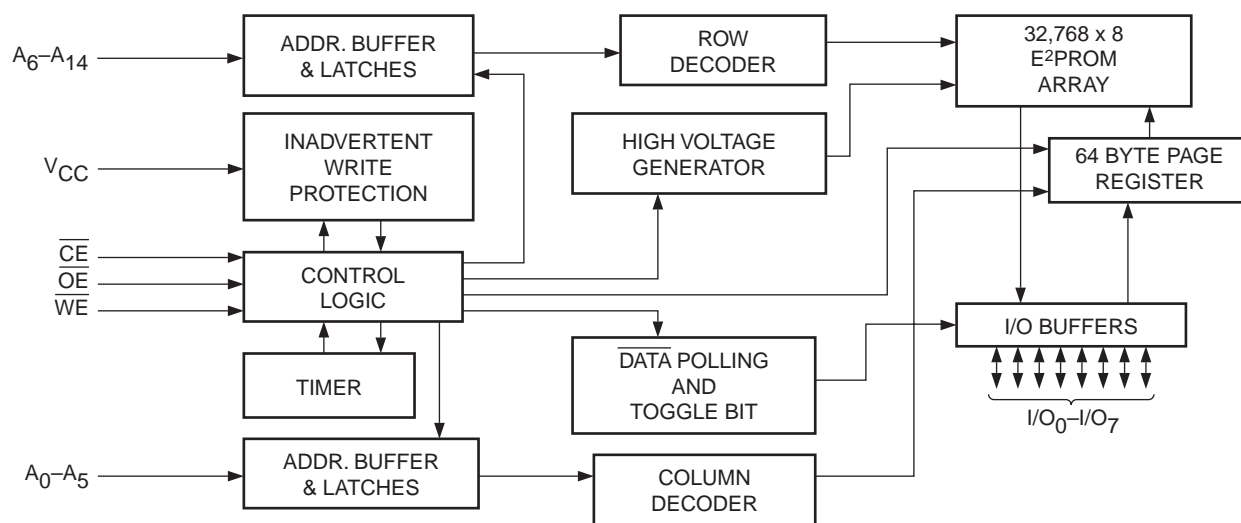 A6–A14
ADDR. BUFFER
& LATCHES
ROW
DECODER
32,768 x 8
E²PROM
ARRAY
VCC
INADVERTENT
WRITE
PROTECTION
HIGH VOLTAGE
GENERATOR
64 BYTE PAGE
REGISTER
CE
OE
WE
CONTROL
LOGIC
I/O BUFFERS
TIMER
DATA POLLING
AND
TOGGLE BIT
I/O0–I/O7
A0–A5
ADDR. BUFFER
& LATCHES
COLUMN
DECODER